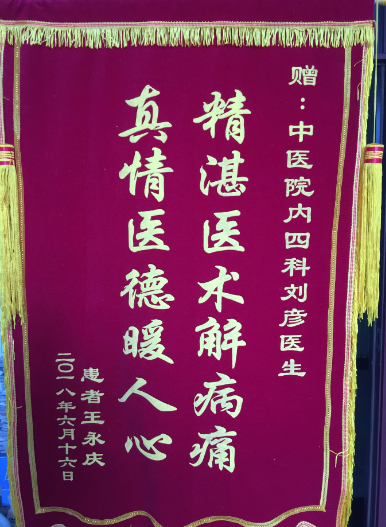 赠：中医院内四科刘彦医生
精湛医术解病痛
真情医德暖人心
患者王永庆
二〇一八年六月十六日